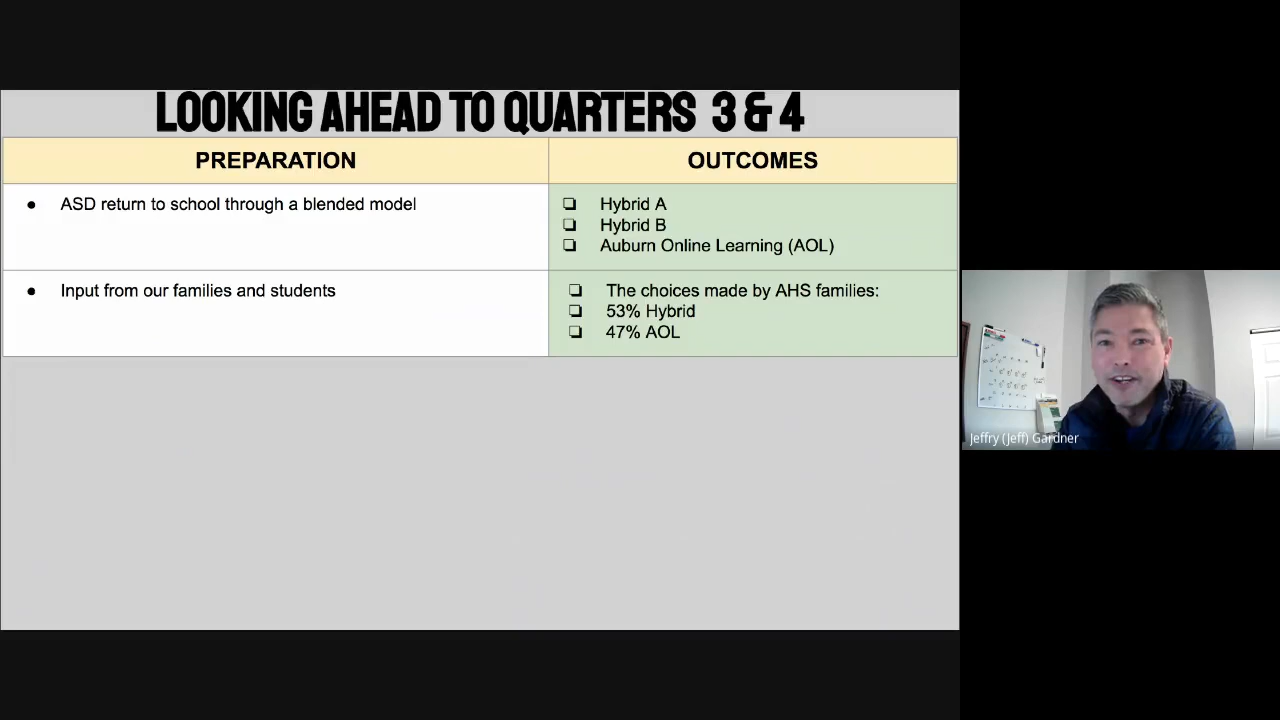 LOOKING AHEAD TO QUARTERS 3 & 4
PREPARATION
OUTCOMES
● ASD return to school through a blended model
❏ Hybrid A
❏ Hybrid B
❏ Auburn Online Learning (AOL)
● Input from our families and students
❏ The choices made by AHS families:
❏ 53% Hybrid
❏ 47% AOL
Jeffry (Jeff) Gardner